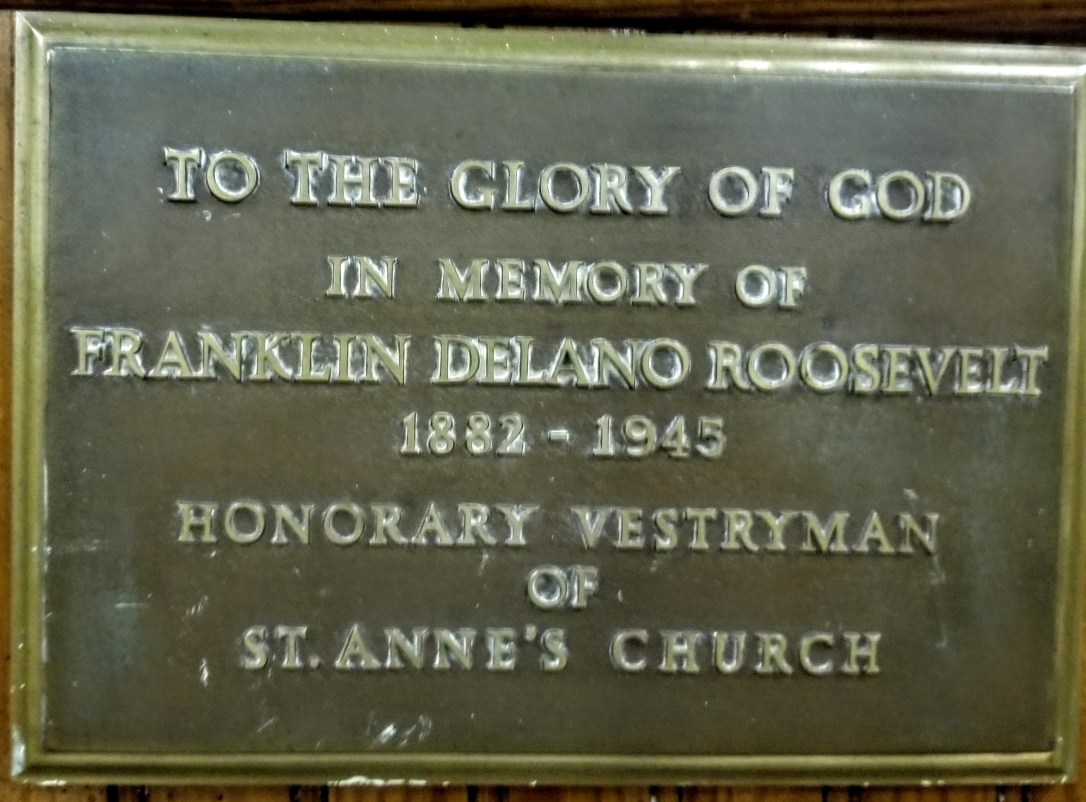 TO THE GLORY OF GOD
IN MEMORY OF
FRANKLIN DELANO ROOSEVELT
1882 - 1945
HONORARY VESTRYMAN
OF
ST. ANNE'S CHURCH